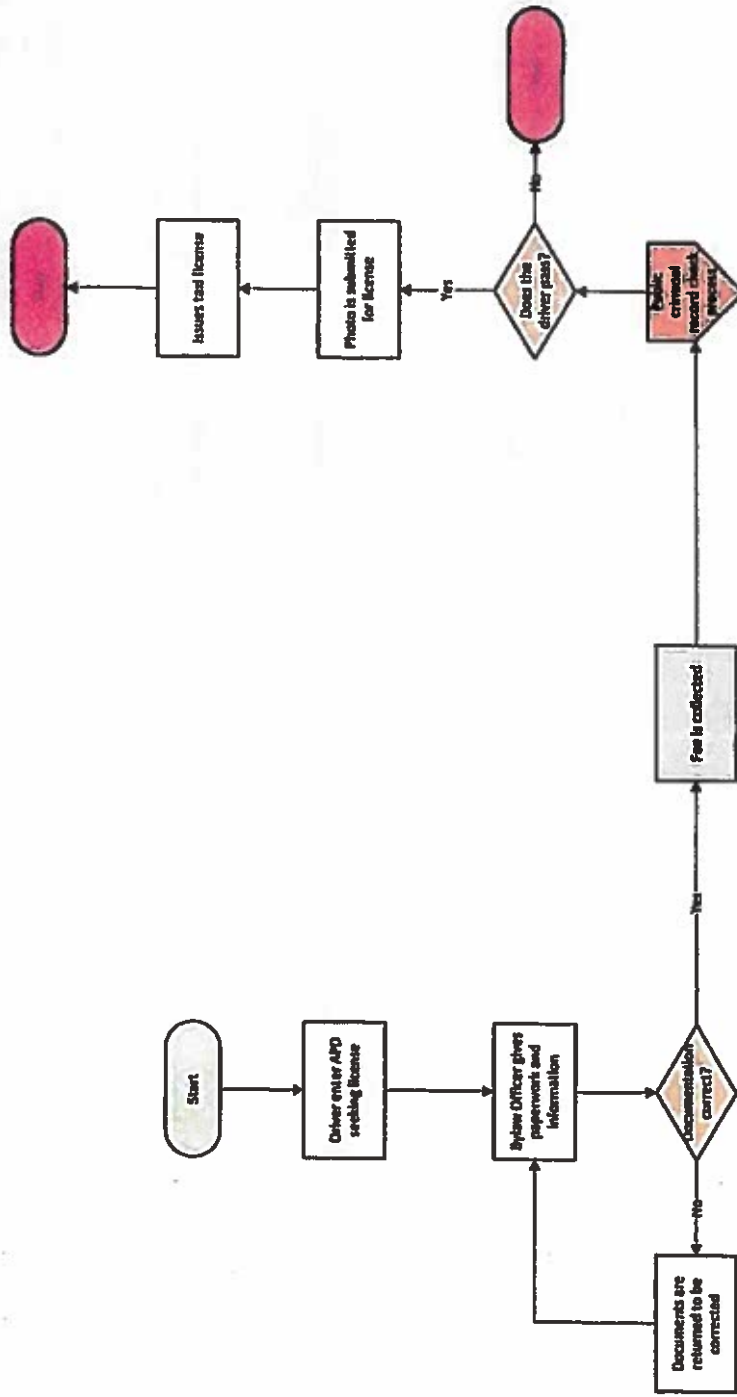 Start
Driver enter APD
seeking license
Bylaw Officer gives
paperwork and
information
Documentation
correct?
No
Documents are
returned to be
corrected
Yes
Fee is collected
Public
criminal
record check
process
Does the
driver pass?
No
Yes
Photo is submitted
for license
Issues taxi license